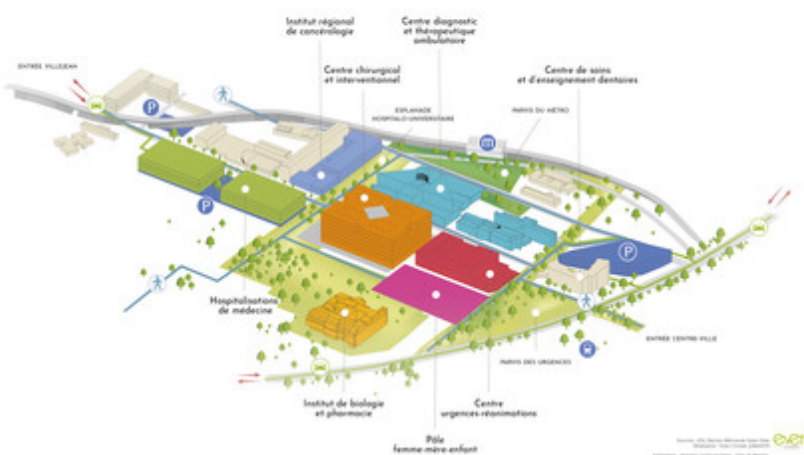 Institut régional
de cancérologie
Centre diagnostic
et thérapeutique
ambulatoire
Centre chirurgical
et interventionnel
Centre de soins
et d'enseignement dentaires
ENTRÉE VILLEJEAN
ESPLANADE
HOSPITALO-UNIVERSITAIRE
PARVIS DU MÉTRO
P
m
P
P
Hospitalisations
de médecine
ENTRÉE CENTRE-VILLE
PARVIS DES URGENCES
Institut de biologie
et pharmacie
Centre
urgences-réanimations
Pôle
femme-mère-enfant